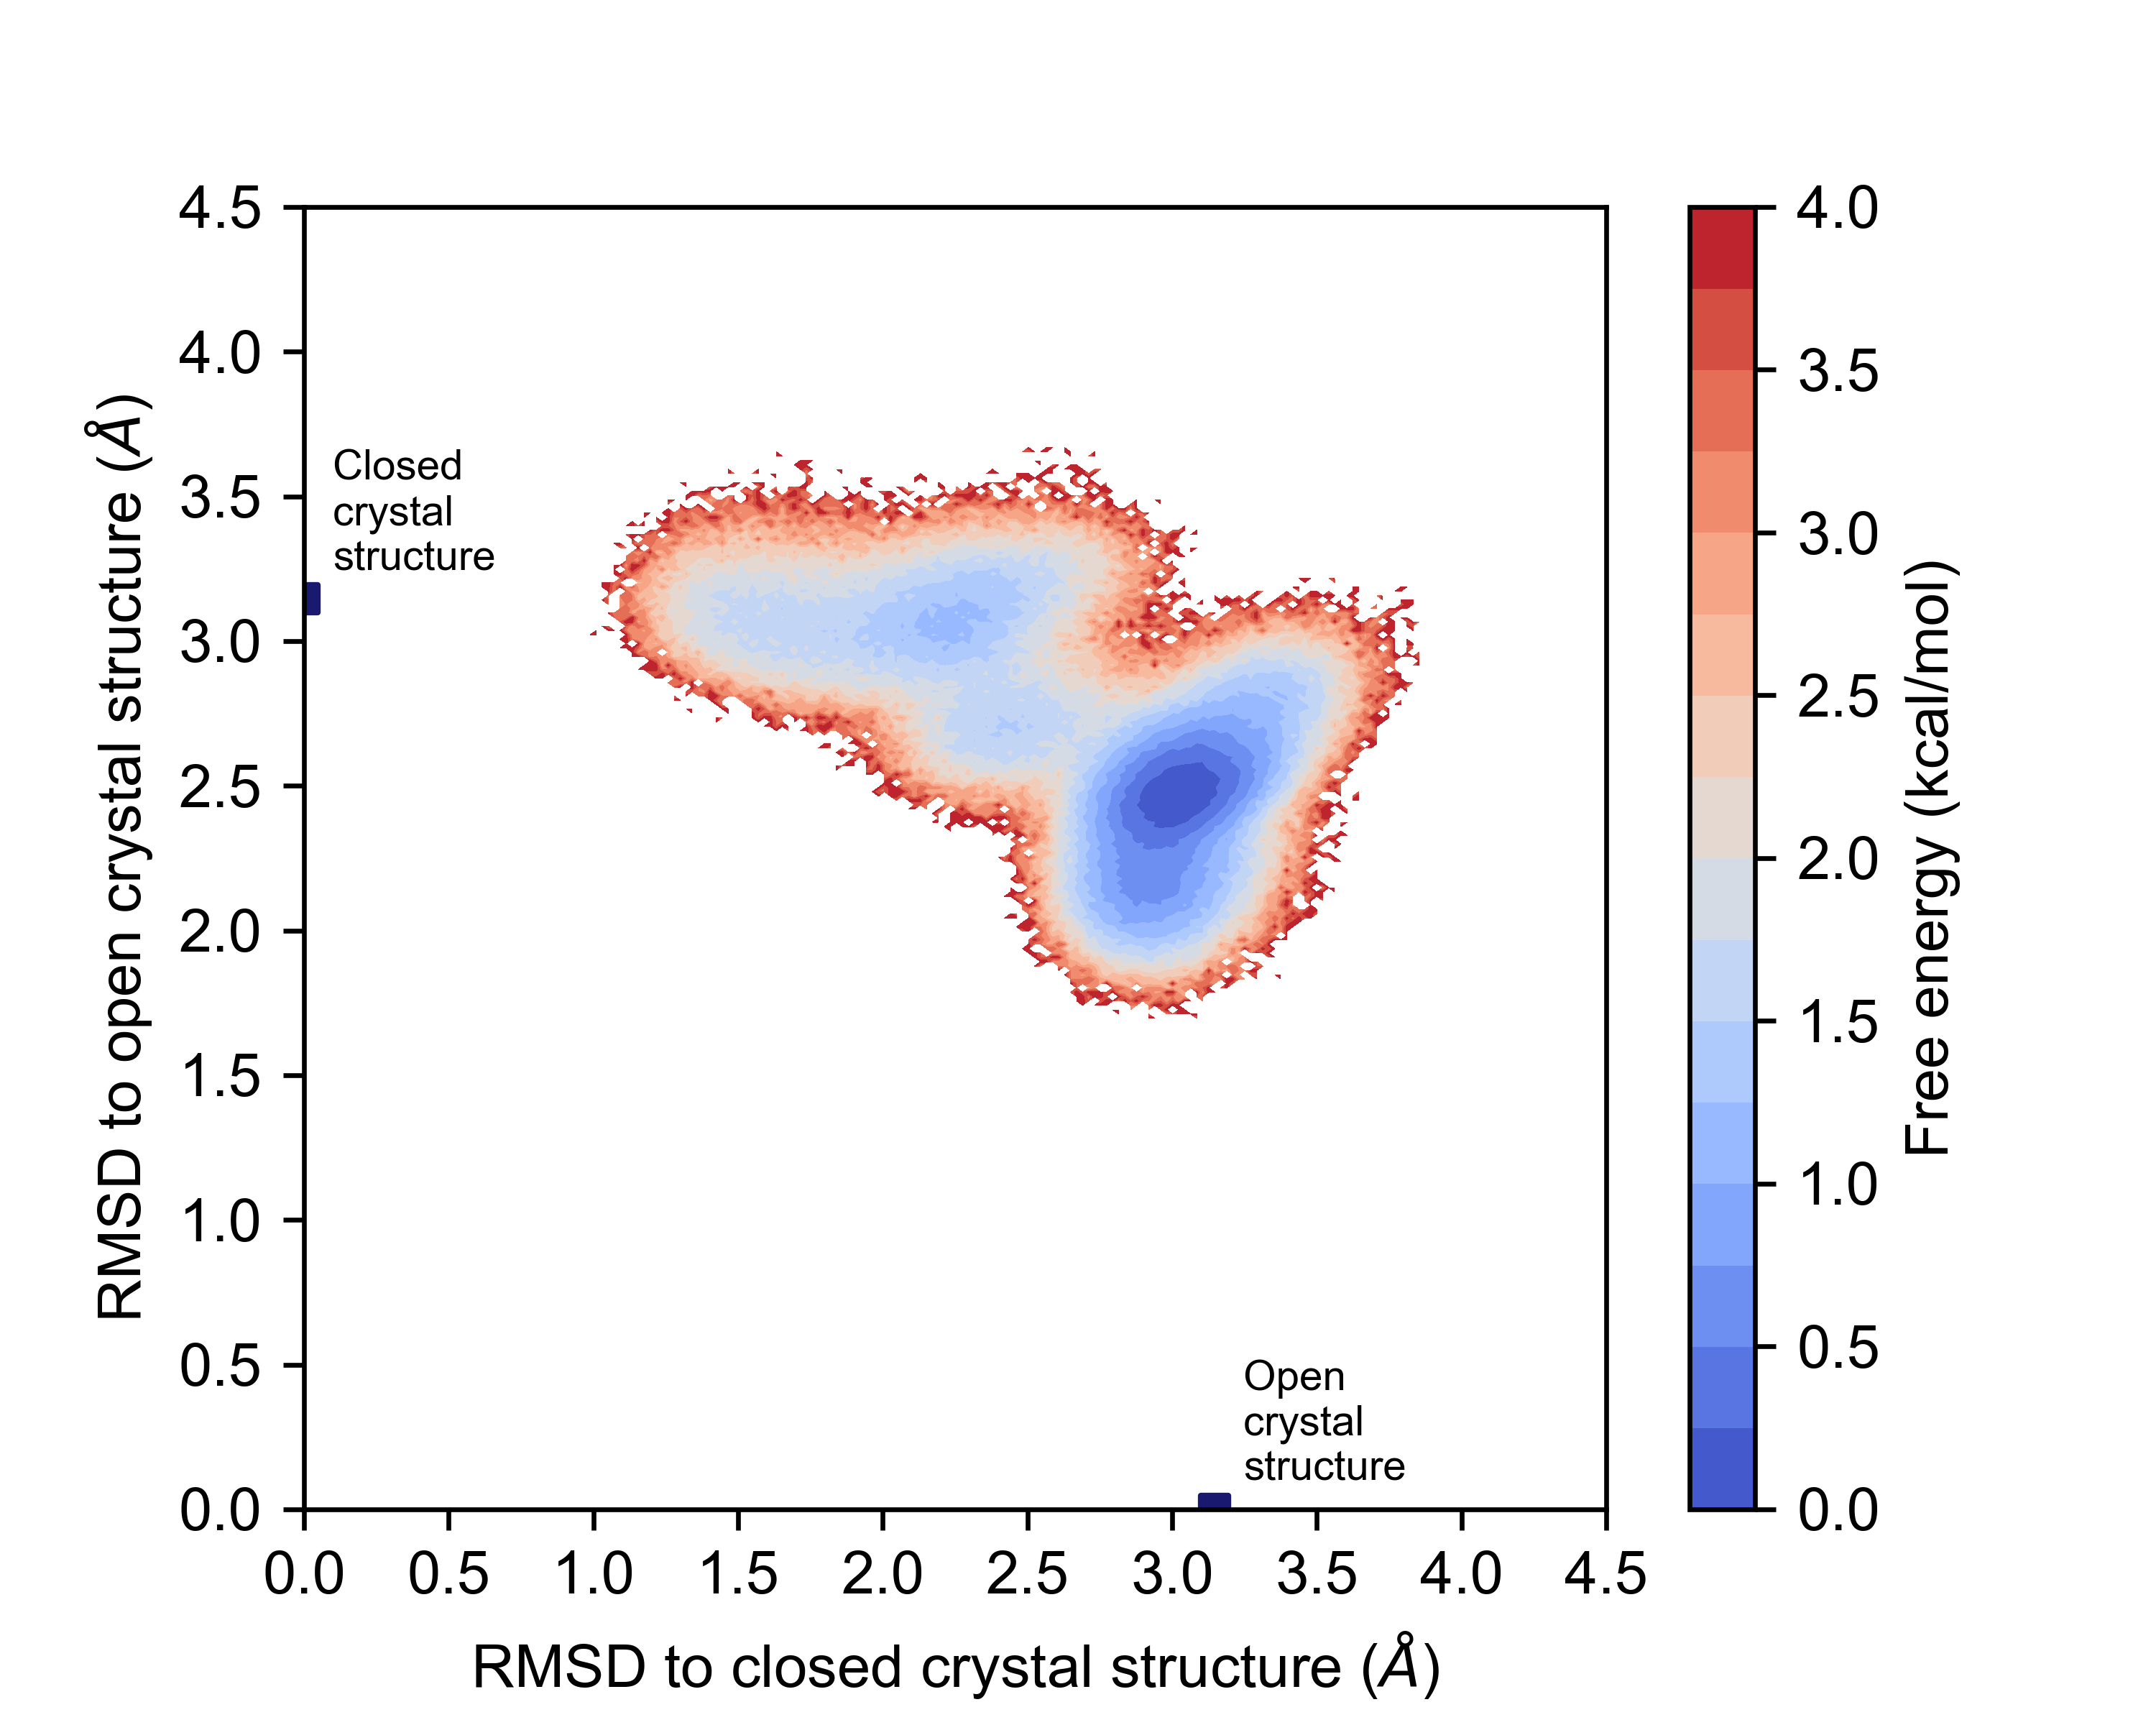 4.5
4.0
3.5
3.0
2.5
2.0
1.5
1.0
0.5
0.0
RMSD to open crystal structure (Å)
Closed
crystal
structure
Open
crystal
structure
0.0 0.5 1.0 1.5 2.0 2.5 3.0 3.5 4.0 4.5
RMSD to closed crystal structure (Å)
4.0
3.5
3.0
2.5
2.0
1.5
1.0
0.5
0.0
Free energy (kcal/mol)